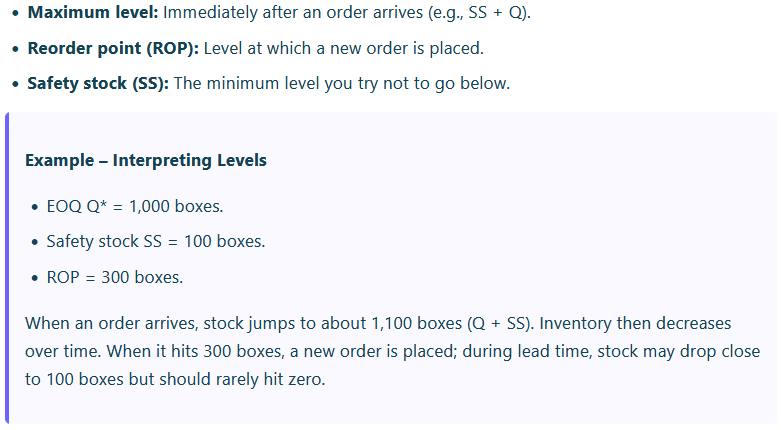 • Maximum level: Immediately after an order arrives (e.g., SS + Q).
• Reorder point (ROP): Level at which a new order is placed.
• Safety stock (SS): The minimum level you try not to go below.
Example – Interpreting Levels
• EOQ Q* = 1,000 boxes.
• Safety stock SS = 100 boxes.
• ROP = 300 boxes.
When an order arrives, stock jumps to about 1,100 boxes (Q + SS). Inventory then decreases
over time. When it hits 300 boxes, a new order is placed; during lead time, stock may drop close
to 100 boxes but should rarely hit zero.